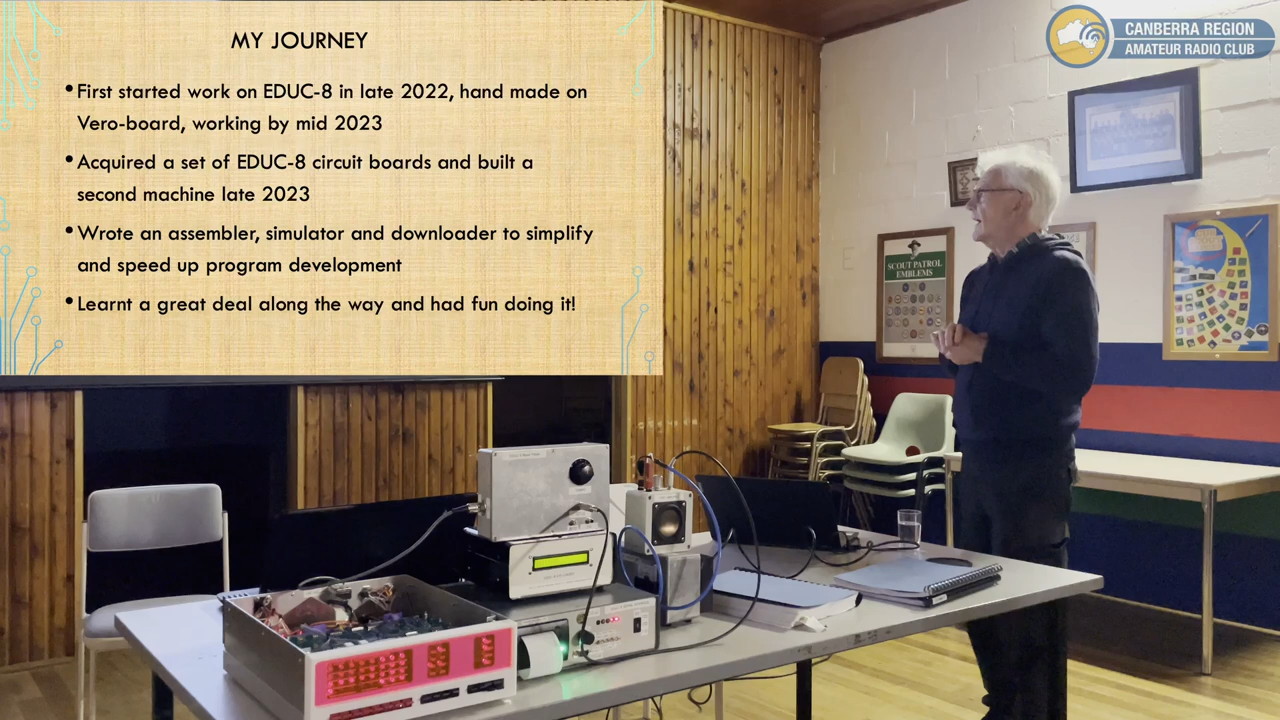 MY JOURNEY
•First started work on EDUC-8 in late 2022, hand made on
Vero-board, working by mid 2023
•Acquired a set of EDUC-8 circuit boards and built a
second machine late 2023
•Wrote an assembler, simulator and downloader to simplify
and speed up program development
•Learnt a great deal along the way and had fun doing it!
CANBERRA REGION
AMATEUR RADIO CLUB
SCOUT PATROL
EMBLEMS